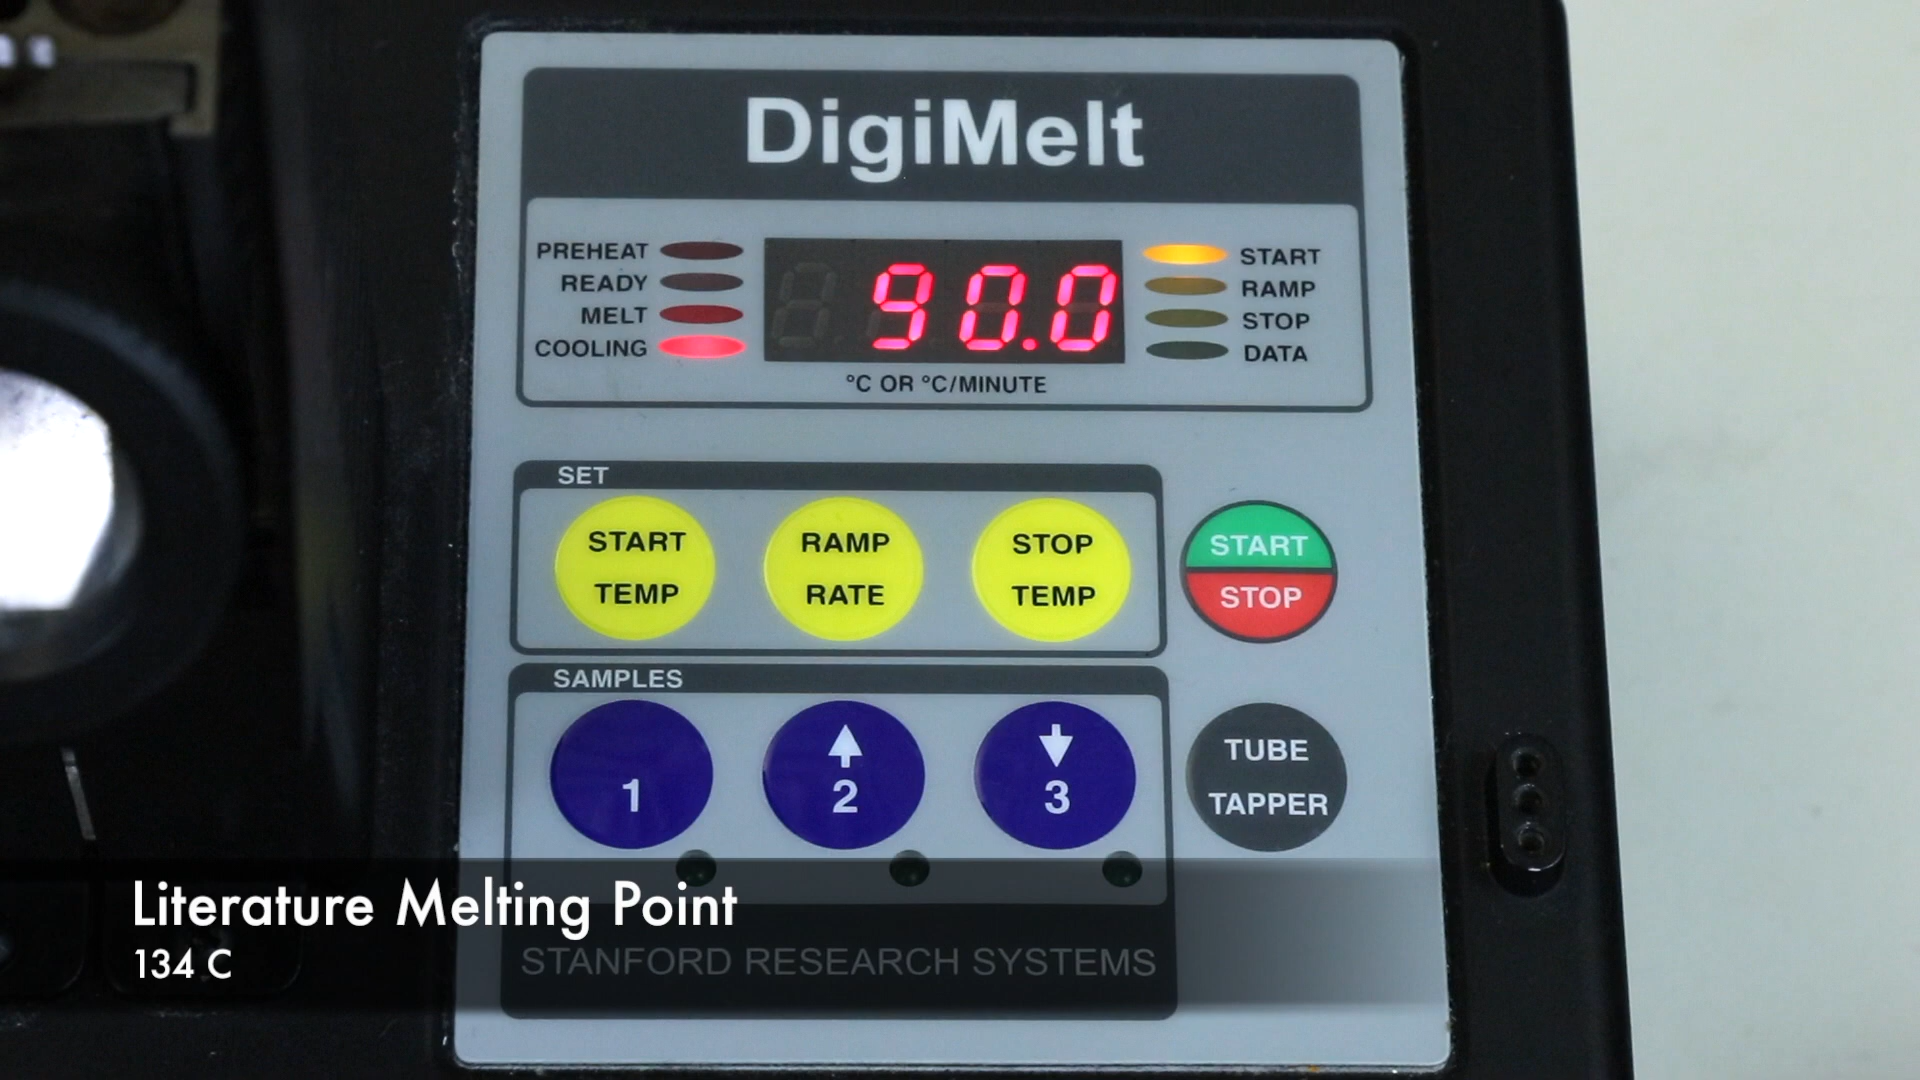 DigiMelt
PREHEAT
READY
MELT
COOLING
90.0
START
RAMP
STOP
DATA
°C OR °C/MINUTE
SET
START
TEMP
RAMP
RATE
STOP
TEMP
START
STOP
SAMPLES
1
2
3
TUBE
TAPPER
Literature Melting Point
134 C
STANFORD RESEARCH SYSTEMS